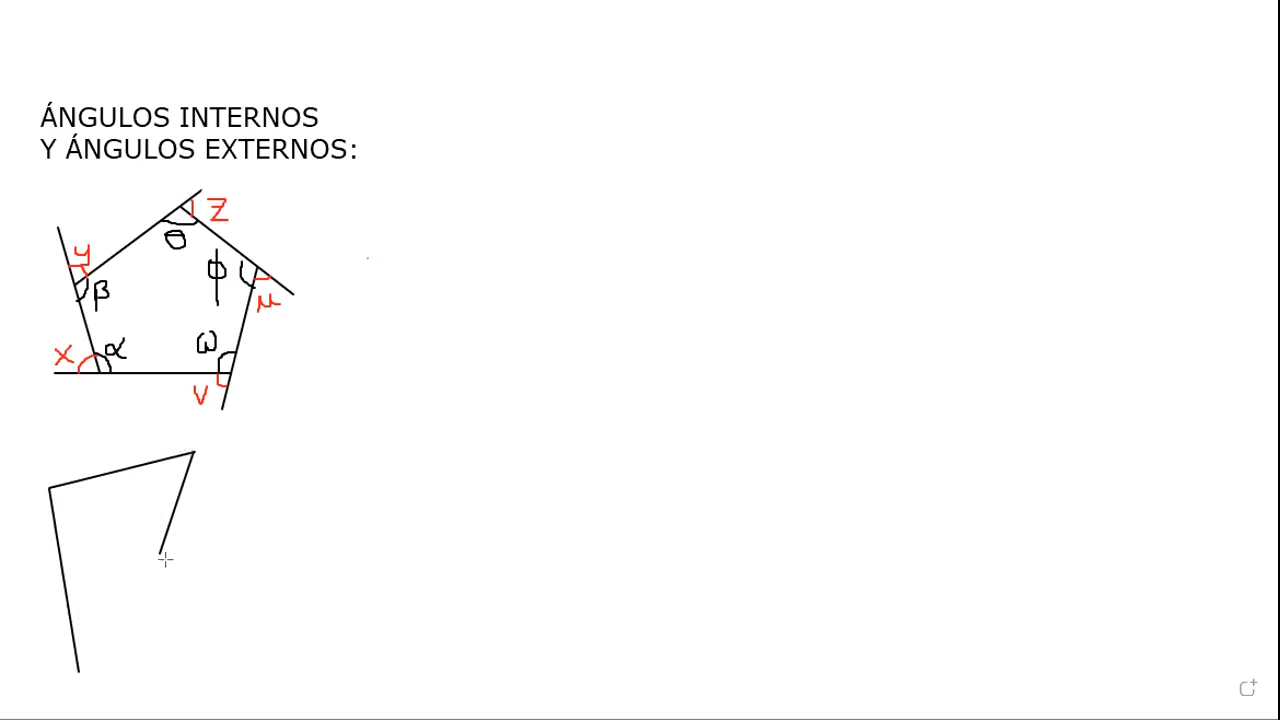 ÁNGULOS INTERNOS
Y ÁNGULOS EXTERNOS:
z
θ
y
ϕ
β
μ
ω
x α
v